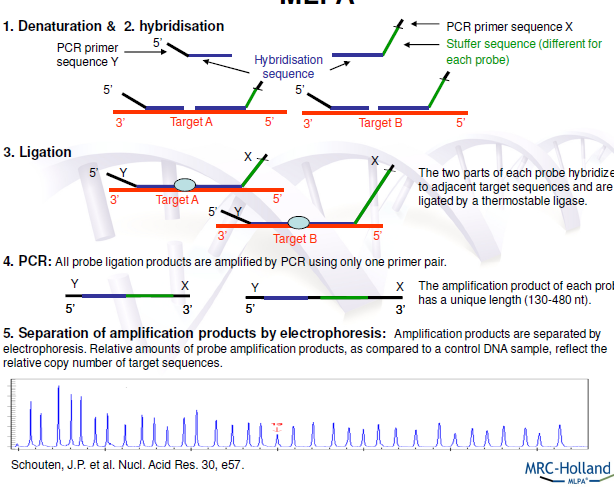 MLPA
1. Denaturation & 2. hybridisation
PCR primer
sequence Y
5'
Hybridisation
sequence
PCR primer sequence X
Stuffer sequence (different for
each probe)
5'
5'
3'
Target A
5'
3'
Target B
5'
3. Ligation
5'
Y
X
3'
Target A
5'
5'
Y
X
3'
Target B
5'
The two parts of each probe hybridize
to adjacent target sequences and are
ligated by a thermostable ligase.
4. PCR: All probe ligation products are amplified by PCR using only one primer pair.
Y
X
5'
3'
Y
X
5'
3'
The amplification product of each prob
has a unique length (130-480 nt).
5. Separation of amplification products by electrophoresis: Amplification products are separated by
electrophoresis. Relative amounts of probe amplification products, as compared to a control DNA sample, reflect the
relative copy number of target sequences.
Schouten, J.P. et al. Nucl. Acid Res. 30, e57.
MRC-Holland
MLPA®